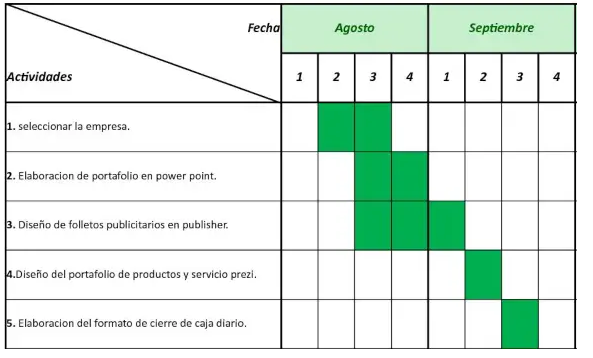 Fecha Agosto Septiembre
Actividades 1 2 3 4 1 2 3 4
1. seleccionar la empresa.
2. Elaboracion de portafolio en power point.
3. Diseño de folletos publicitarios en publisher.
4.Diseño del portafolio de productos y servicio prezi.
5. Elaboracion del formato de cierre de caja diario.